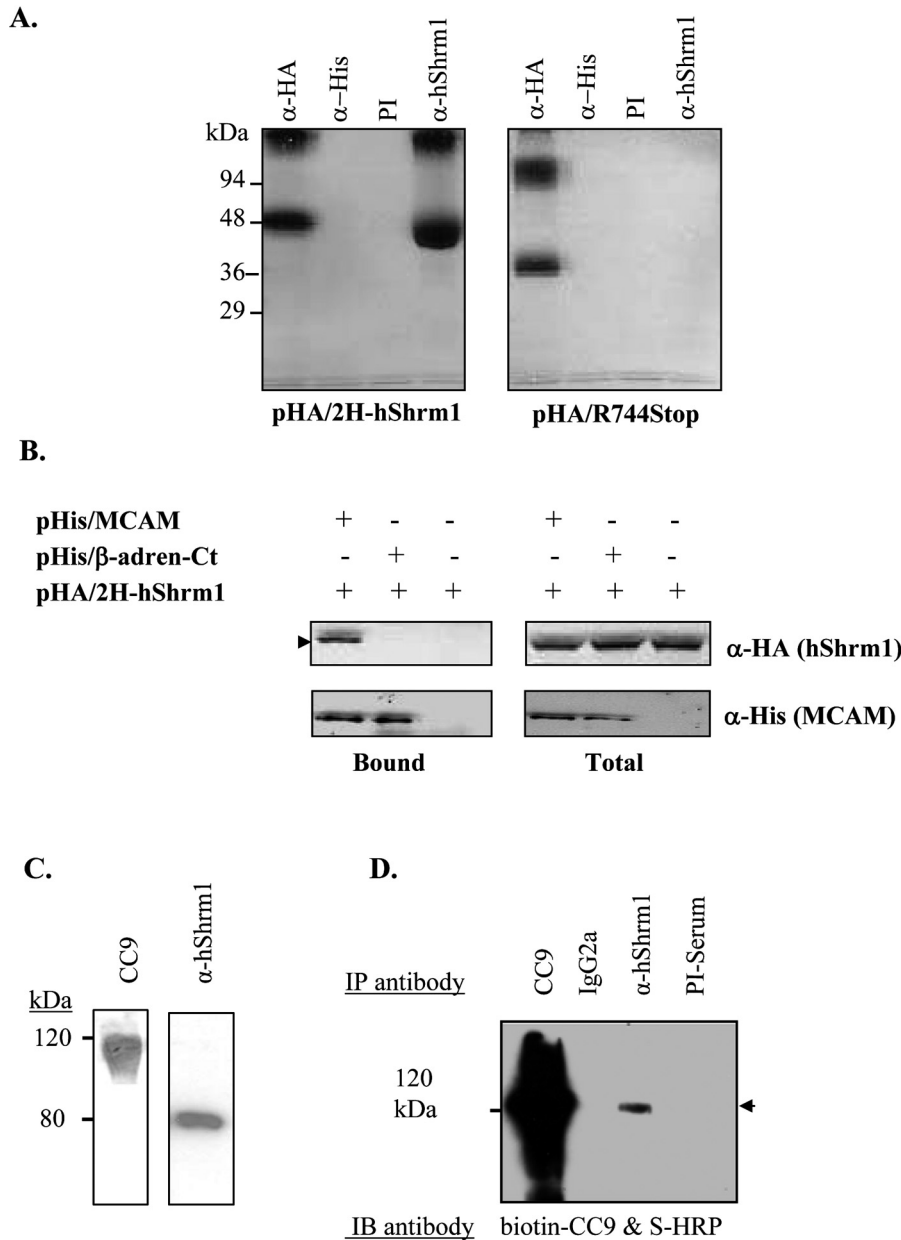 A.
α-HA α–His PI α-hShrm1 α-HA α–His PI α-hShrm1
kDa
94
48
36
29
pHA/2H-hShrm1 pHA/R744Stop
B.
pHis/MCAM + - - + - -
pHis/β-adren-Ct - + - - + -
pHA/2H-hShrm1 + + + + + +
α-HA (hShrm1)
α-His (MCAM)
Bound Total
C.
CC9 α-hShrm1
kDa
120
80
D.
IP antibody CC9 IgG2a α-hShrm1 PI-Serum
120
kDa
IB antibody biotin-CC9 & S-HRP